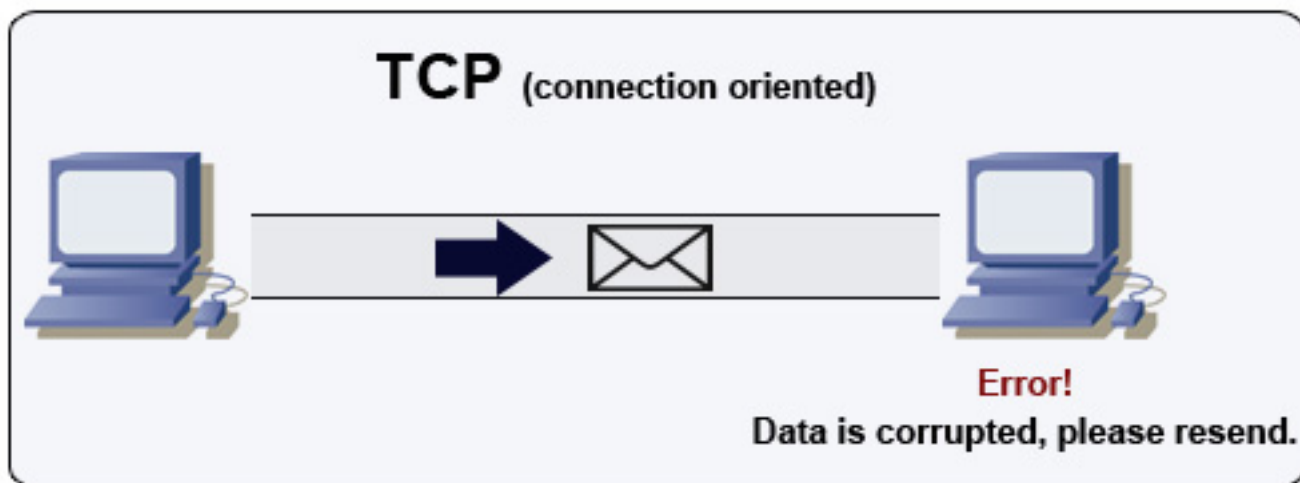 TCP (connection oriented)
Error!
Data is corrupted, please resend.